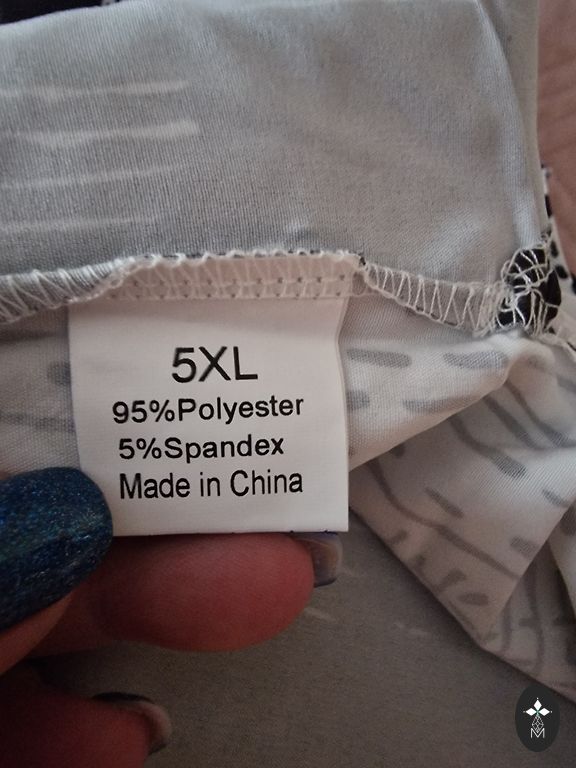 5XL
95%Polyester
5%Spandex
Made in China
M